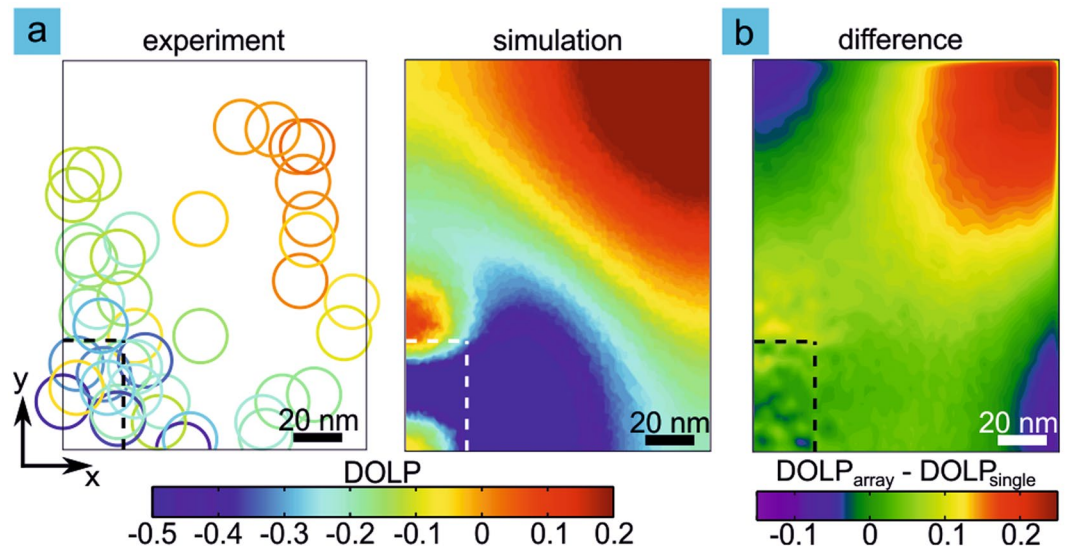 a
experiment
simulation
b
difference
20 nm
20 nm
20 nm
y
x
DOLP
-0.5 -0.4 -0.3 -0.2 -0.1 0 0.1 0.2
DOLParray - DOLPsingle
-0.1 0 0.1 0.2